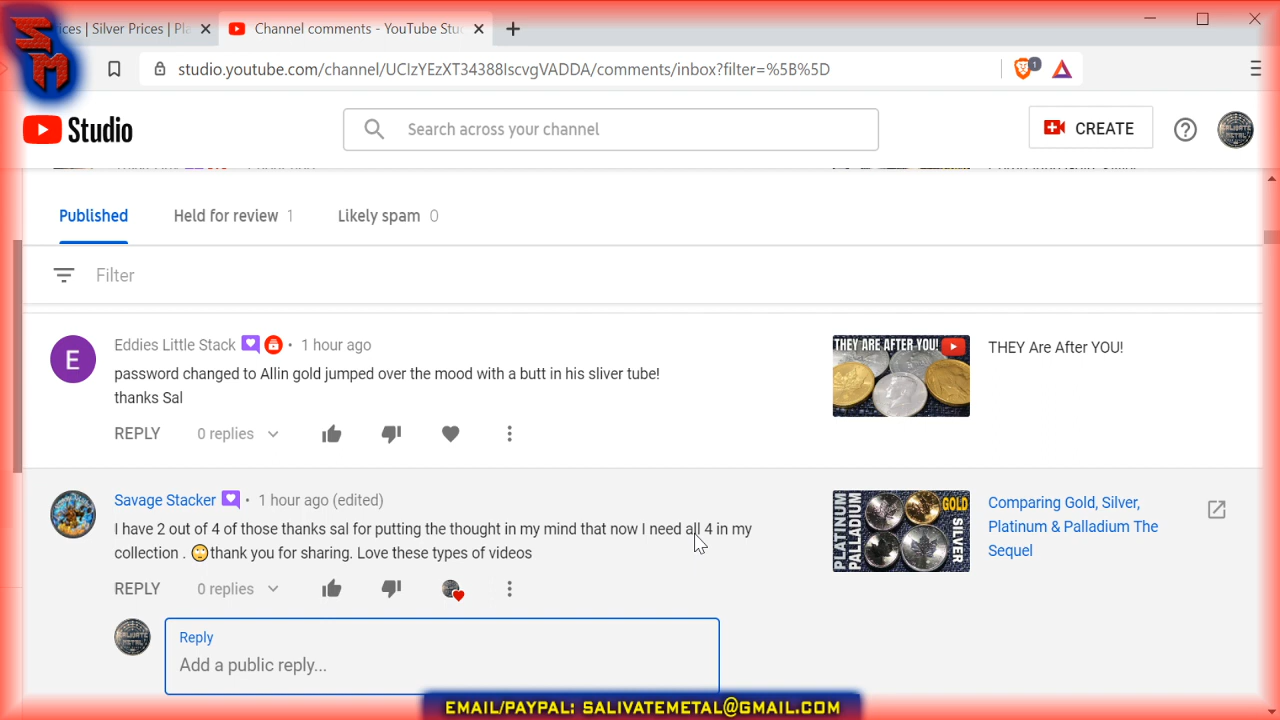 SM
ices | Silver Prices | Pla
Channel comments - YouTube Stu
studio.youtube.com/channel/UCIzYEzXT34388IscvgVADDA/comments/inbox?filter=%5B%5D
1
Studio
Search across your channel
CREATE
Published
Held for review 1
Likely spam 0
Filter
Eddies Little Stack • 1 hour ago
password changed to Allin gold jumped over the mood with a butt in his sliver tube!
thanks Sal
REPLY 0 replies
THEY ARE AFTER YOU!
THEY Are After YOU!
E
Savage Stacker • 1 hour ago (edited)
I have 2 out of 4 of those thanks sal for putting the thought in my mind that now I need all 4 in my
collection . 🙄thank you for sharing. Love these types of videos
REPLY 0 replies
PLATINUM
PALLADIUM
GOLD
SILVER
Comparing Gold, Silver,
Platinum & Palladium The
Sequel
Reply
Add a public reply...
EMAIL/PAYPAL: SALIVATEMETAL@GMAIL.COM